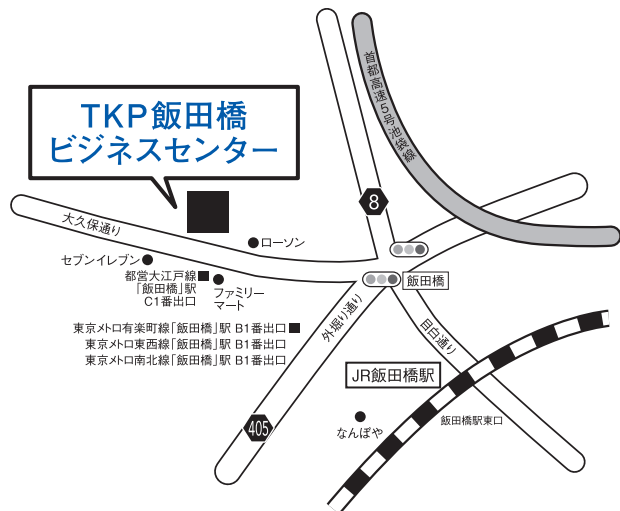 首都高速5号池袋線
TKP飯田橋
ビジネスセンター
8
大久保通り
ローソン
セブンイレブン
都営大江戸線
「飯田橋」駅
C1番出口
ファミリー
マート
飯田橋
外堀り通り
目白通り
東京メトロ有楽町線「飯田橋」駅 B1番出口
東京メトロ東西線「飯田橋」駅 B1番出口
東京メトロ南北線「飯田橋」駅 B1番出口
JR飯田橋駅
405
なんぼや
飯田橋駅東口